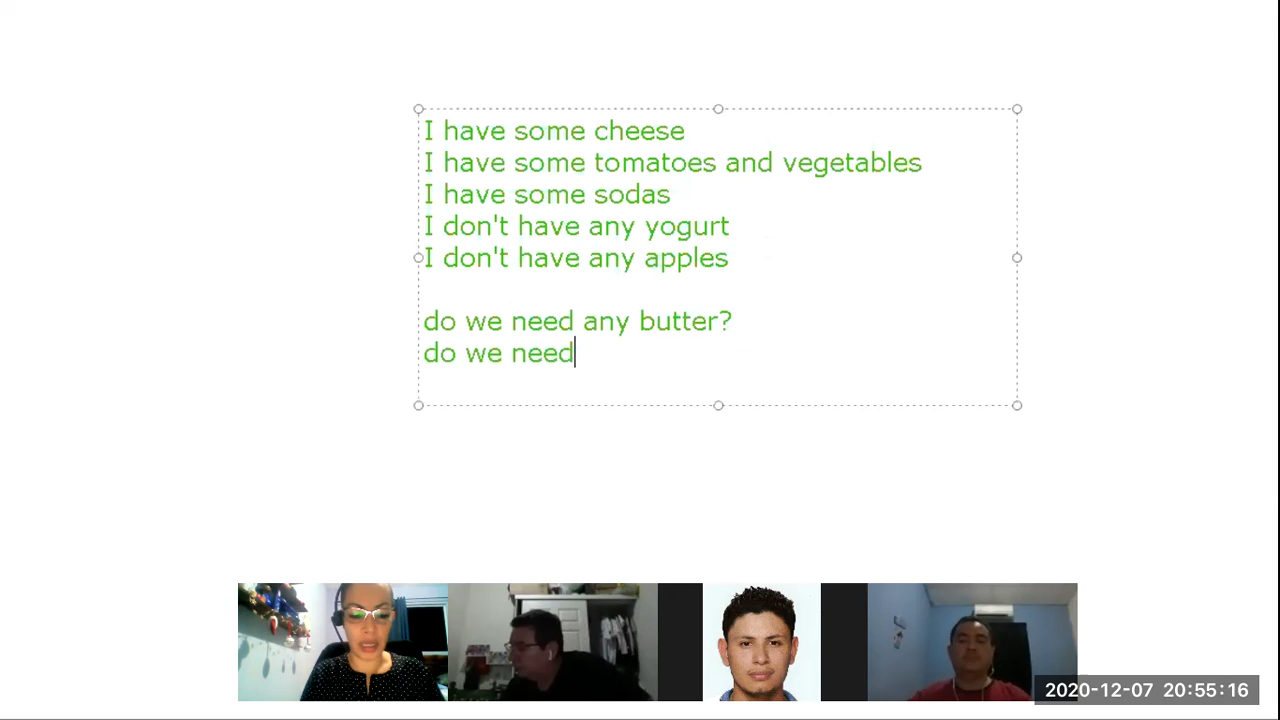 I have some cheese
I have some tomatoes and vegetables
I have some sodas
I don't have any yogurt
I don't have any apples
do we need any butter?
do we need
2020-12-07 20:55:16